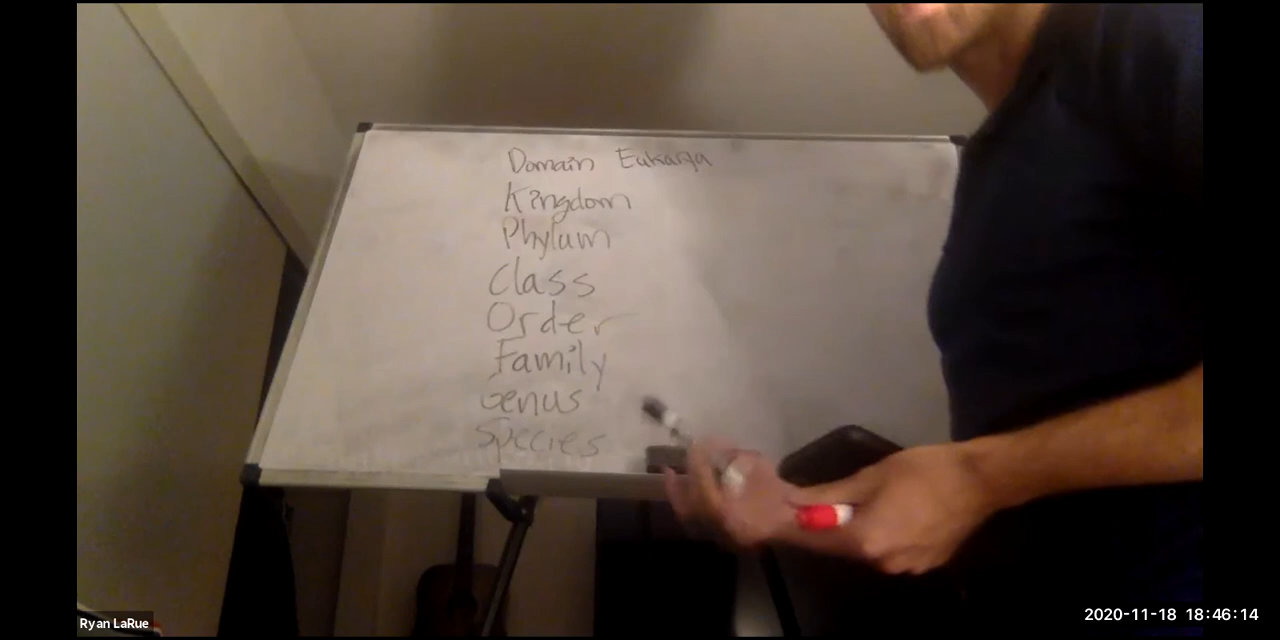 Domain Eukarya
Kingdom
Phylum
Class
Order
Family
Genus
Species
Ryan LaRue
2020-11-18 18:46:14